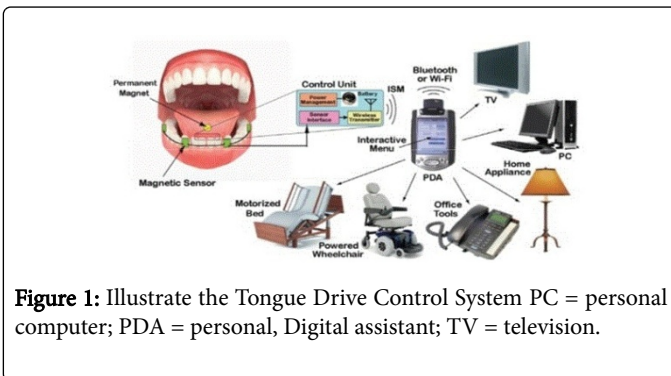 Permanent
Magnet
Magnetic Sensor
Control Unit
Power
Management
Battery
Sensor
Interface
Wireless
Transmitter
ISM
Bluetooth
or Wi-Fi
Interactive
Menu
PDA
TV
PC
Home
Appliance
Office
Tools
Motorized
Bed
Powered
Wheelchair
Figure 1: Illustrate the Tongue Drive Control System PC = personal
computer; PDA = personal, Digital assistant; TV = television.